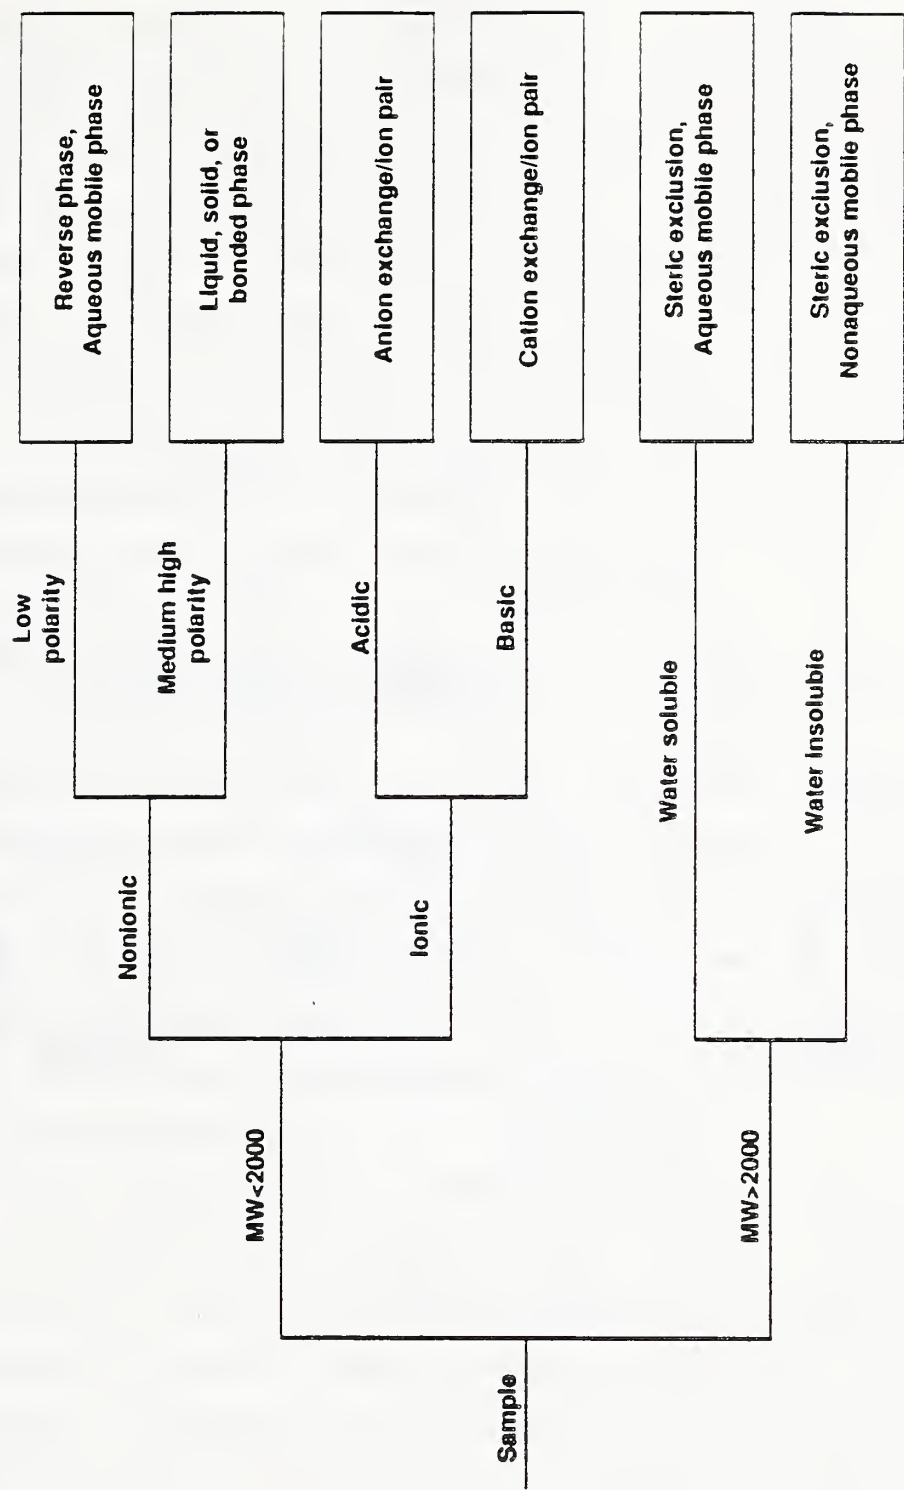 Sample
MW<2000
MW>2000
Nonionic
Ionic
Low
polarity
Medium high
polarity
Acidic
Basic
Water soluble
Water insoluble
Reverse phase,
Aqueous mobile phase
Liquid, solid, or
bonded phase
Anion exchange/ion pair
Cation exchange/ion pair
Steric exclusion,
Aqueous mobile phase
Steric exclusion,
Nonaqueous mobile phase